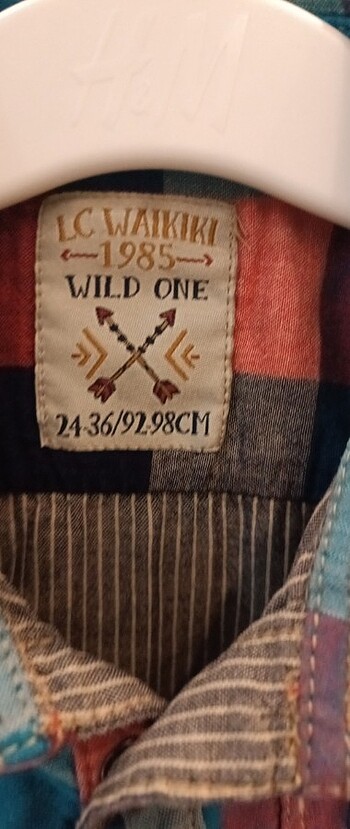 H&M
LC WAIKIKI
1985
WILD ONE
24-36/92-98CM